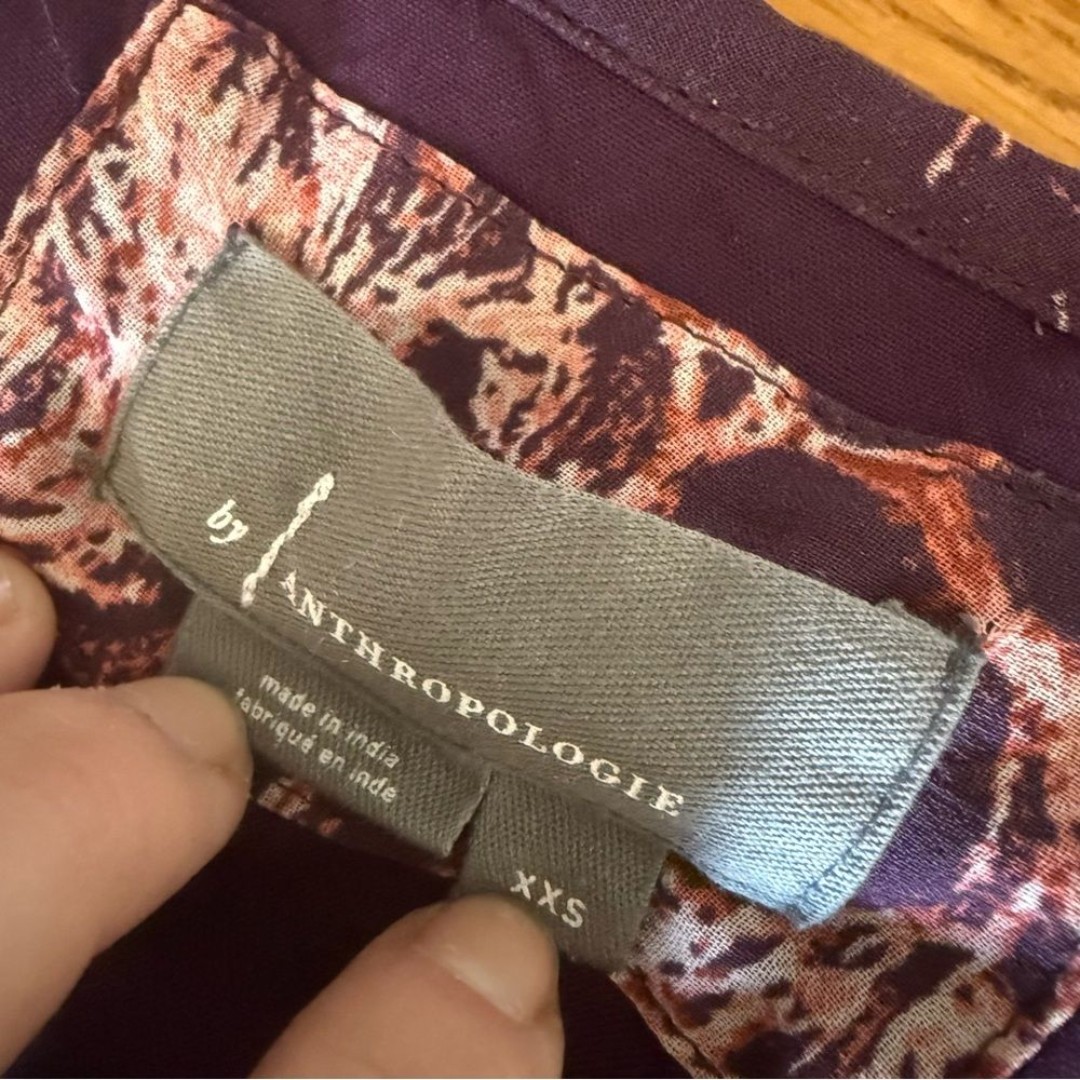 by ANTHROPOLOGIE
made in india
fabriqué en inde
XXS